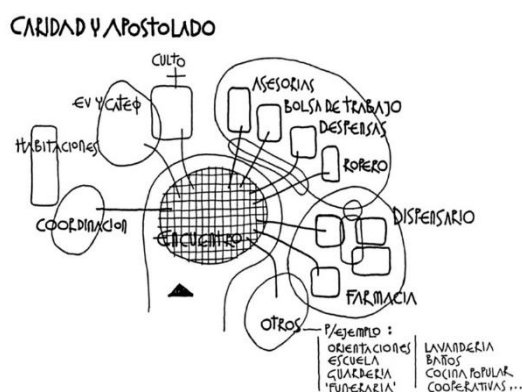 CARIDAD Y APOSTOLADO
CULTO
EV Y CATEQ
HABITACIONES
COORDINACION
ASESORIAS
BOLSA DE TRABAJO
DESPENSAS
ROPERO
ENCUENTRO
DISPENSARIO
FARMACIA
OTROS
P/EJEMPLO :
ORIENTACIONES
ESCUELA
GUARDERIA
'FUNERARIA'
LAVANDERIA
BAÑOS
COCINA POPULAR
COOPERATIVAS...